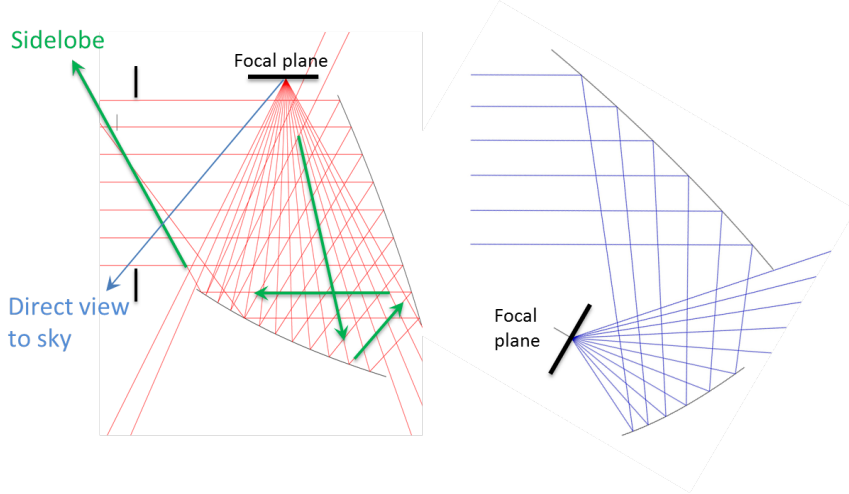 Sidelobe
Focal plane
Direct view
to sky
Focal
plane